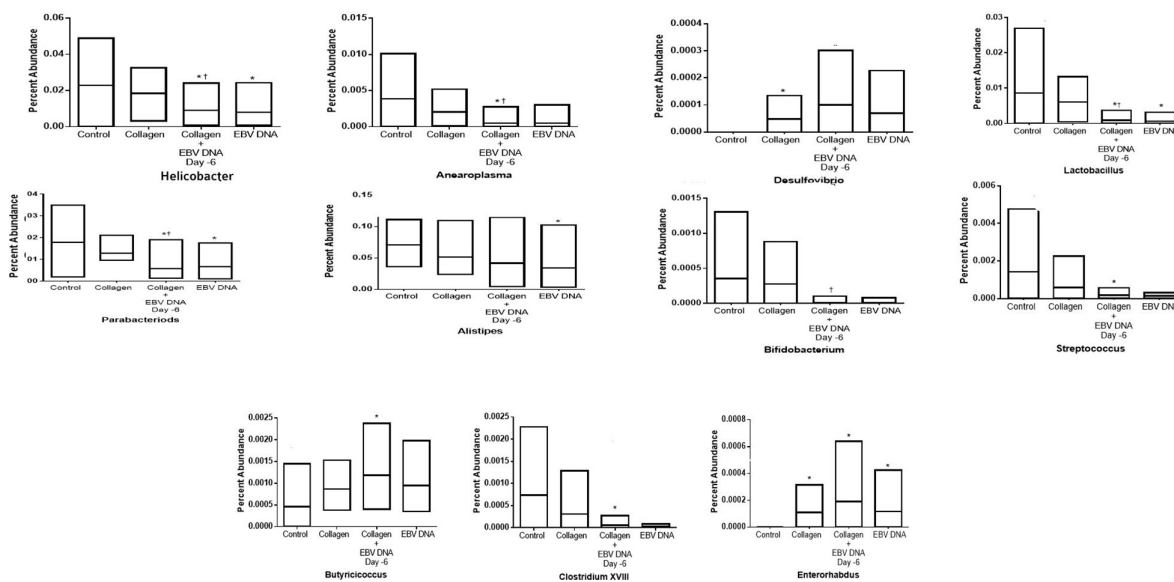 Percent Abundance
0.06
0.04
0.02
0.00
* †
*
Control
Collagen
Collagen
+
EBV DNA
Day -6
EBV DNA
Helicobacter
Percent Abundance
0.015
0.010
0.005
0.000
* †
Control
Collagen
Collagen
+
EBV DNA
Day -6
EBV DNA
Anearoplasma
Percent Abundance
0.0004
0.0003
0.0002
0.0001
0.0000
*
Control
Collagen
Collagen
+
EBV DNA
Day -6
EBV DNA
Desulfovibrio
Percent Abundance
0.03
0.02
0.01
0.00
*†
*
Control
Collagen
Collagen
+
EBV DNA
Day -6
EBV DNA
Lactobacillus
Percent Abundance
.04
.03
.02
.01
.00
*†
*
Control
Collagen
Collagen
+
EBV DNA
Day -6
EBV DNA
Parabacteriods
Percent Abundance
0.15
0.10
0.05
0.00
*
Control
Collagen
Collagen
+
EBV DNA
Day -6
EBV DNA
Alistipes
Percent Abundance
0.0015
0.0010
0.0005
0.0000
†
Control
Collagen
Collagen
+
EBV DNA
Day -6
EBV DNA
Bifidobacterium
Percent Abundance
0.006
0.004
0.002
0.000
*
Control
Collagen
Collagen
+
EBV DNA
Day -6
EBV DNA
Streptococcus
Percent Abundance
0.0025
0.0020
0.0015
0.0010
0.0005
0.0000
*
Control
Collagen
Collagen
+
EBV DNA
Day -6
EBV DNA
Butyricicoccus
Percent Abundance
0.0025
0.0020
0.0015
0.0010
0.0005
0.0000
*
Control
Collagen
Collagen
+
EBV DNA
Day -6
EBV DNA
Clostridium XVIII
Percent Abundance
0.0008
0.0006
0.0004
0.0002
0.0000
*
*
*
Control
Collagen
Collagen
+
EBV DNA
Day -6
EBV DNA
Enterorhabdus